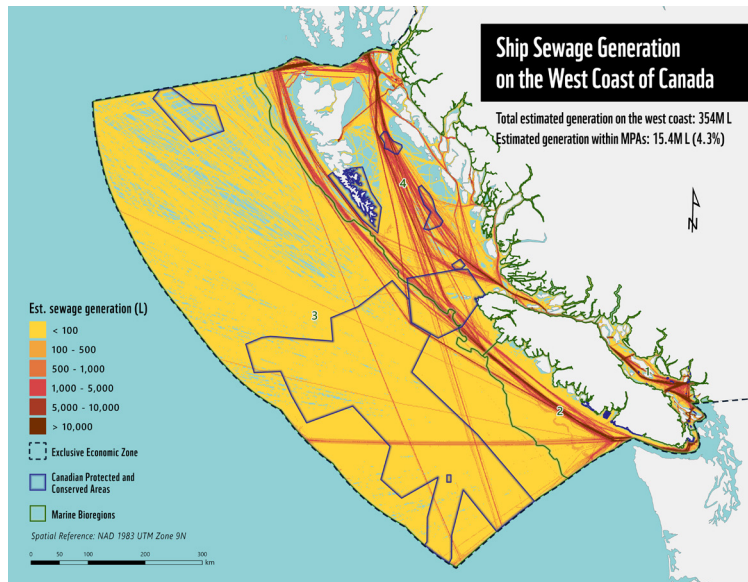 Ship Sewage Generation
on the West Coast of Canada
Total estimated generation on the west coast: 354M L
Estimated generation within MPAs: 15.4M L (4.3%)
N
4
3
1
2
Est. sewage generation (L)
< 100
100 - 500
500 - 1,000
1,000 - 5,000
5,000 - 10,000
> 10,000
Exclusive Economic Zone
Canadian Protected and
Conserved Areas
Marine Bioregions
Spatial Reference: NAD 1983 UTM Zone 9N
0 50 100 200 300
km